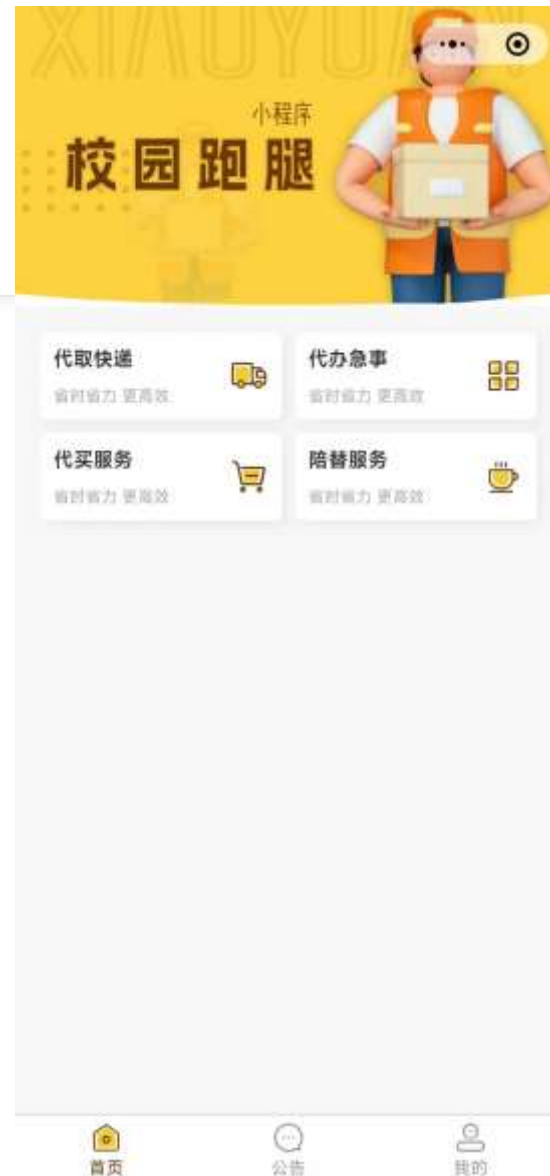 XIAOYUAN
小程序
校园跑腿
代取快递
省时省力 更高效
代办急事
省时省力 更高效
代买服务
省时省力 更高效
陪替服务
省时省力 更高效
首页
公告
我的